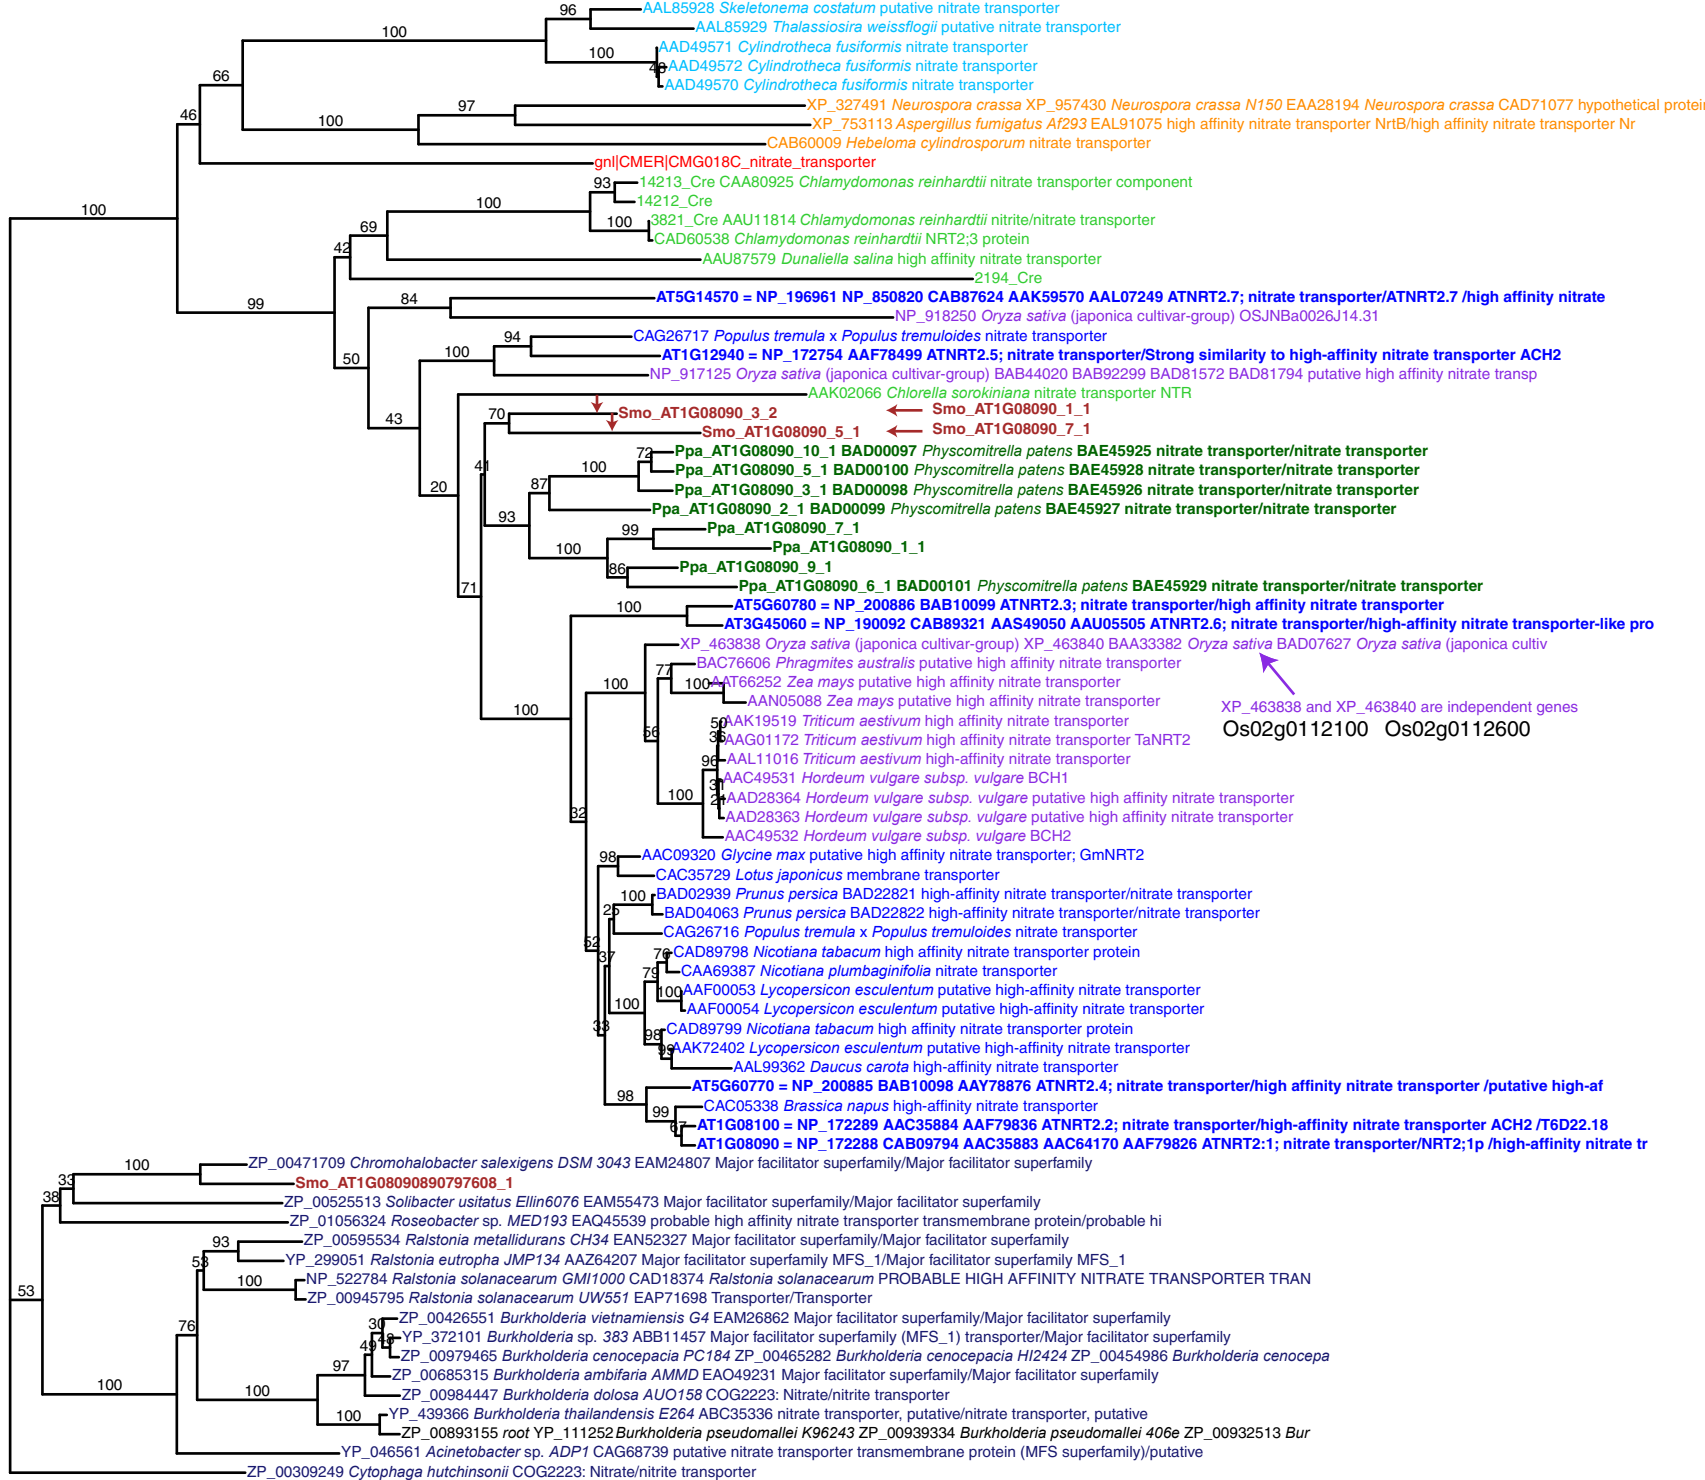 96 AAL85928 Skeletonema costatum putative nitrate transporter
100 AAL85929 Thalassiosira weissflogii putative nitrate transporter
AAD49571 Cylindrotheca fusiformis nitrate transporter
100 AAD49572 Cylindrotheca fusiformis nitrate transporter
66 AAD49570 Cylindrotheca fusiformis nitrate transporter
97 XP_327491 Neurospora crassa XP_957430 Neurospora crassa N150 EAA28194 Neurospora crassa CAD71077 hypothetical protei
46 100 XP_753113 Aspergillus fumigatus Af293 EAL91075 high affinity nitrate transporter NrtB/high affinity nitrate transporter Nr
CAB60009 Hebeloma cylindrosporum nitrate transporter
gnl|CMER|CMG018C_nitrate_transporter
93 14213_Cre CAA80925 Chlamydomonas reinhardtii nitrate transporter component
14212_Cre
100 100 100 3821_Cre AAU11814 Chlamydomonas reinhardtii nitrite/nitrate transporter
69 CAD60538 Chlamydomonas reinhardtii NRT2;3 protein
42 AAU87579 Dunaliella salina high affinity nitrate transporter
2194_Cre
99 84 AT5G14570 = NP_196961 NP_850820 CAB87624 AAK59570 AAL07249 ATNRT2.7; nitrate transporter/ATNRT2.7 /high affinity nitrate
NP_918250 Oryza sativa (japonica cultivar-group) OSJNBa0026J14.31
94 CAG26717 Populus tremula x Populus tremuloides nitrate transporter
50 100 AT1G12940 = NP_172754 AAF78499 ATNRT2.5; nitrate transporter/Strong similarity to high-affinity nitrate transporter ACH2
NP_917125 Oryza sativa (japonica cultivar-group) BAB44020 BAB92299 BAD81572 BAD81794 putative high affinity nitrate transp
AAK02066 Chlorella sorokiniana nitrate transporter NTR
43 70 Smo_AT1G08090_3_2 Smo_AT1G08090_1_1
Smo_AT1G08090_5_1 Smo_AT1G08090_7_1
72 Ppa_AT1G08090_10_1 BAD00097 Physcomitrella patens BAE45925 nitrate transporter/nitrate transporter
41 100 Ppa_AT1G08090_5_1 BAD00100 Physcomitrella patens BAE45928 nitrate transporter/nitrate transporter
20 87 Ppa_AT1G08090_3_1 BAD00098 Physcomitrella patens BAE45926 nitrate transporter/nitrate transporter
93 Ppa_AT1G08090_2_1 BAD00099 Physcomitrella patens BAE45927 nitrate transporter/nitrate transporter
99 Ppa_AT1G08090_7_1
100 Ppa_AT1G08090_1_1
86 Ppa_AT1G08090_9_1
71 Ppa_AT1G08090_6_1 BAD00101 Physcomitrella patens BAE45929 nitrate transporter/nitrate transporter
100 AT5G60780 = NP_200886 BAB10099 ATNRT2.3; nitrate transporter/high affinity nitrate transporter
AT3G45060 = NP_190092 CAB89321 AAS49050 AAU05505 ATNRT2.6; nitrate transporter/high-affinity nitrate transporter-like pro
XP_463838 Oryza sativa (japonica cultivar-group) XP_463840 BAA33382 Oryza sativa BAD07627 Oryza sativa (japonica cultiv
77 BAC76606 Phragmites australis putative high affinity nitrate transporter
100 100 AAT66252 Zea mays putative high affinity nitrate transporter
AAN05088 Zea mays putative high affinity nitrate transporter
XP_463838 and XP_463840 are independent genes
100 50 AAK19519 Triticum aestivum high affinity nitrate transporter
Os02g0112100 Os02g0112600
56 36 AAG01172 Triticum aestivum high affinity nitrate transporter TaNRT2
96 AAL11016 Triticum aestivum high-affinity nitrate transporter
AAC49531 Hordeum vulgare subsp. vulgare BCH1
100 AAD28364 Hordeum vulgare subsp. vulgare putative high affinity nitrate transporter
32 AAD28363 Hordeum vulgare subsp. vulgare putative high affinity nitrate transporter
AAC49532 Hordeum vulgare subsp. vulgare BCH2
98 AAC09320 Glycine max putative high affinity nitrate transporter; GmNRT2
CAC35729 Lotus japonicus membrane transporter
100 BAD02939 Prunus persica BAD22821 high-affinity nitrate transporter/nitrate transporter
25 BAD04063 Prunus persica BAD22822 high-affinity nitrate transporter/nitrate transporter
52 CAG26716 Populus tremula x Populus tremuloides nitrate transporter
37 76 CAD89798 Nicotiana tabacum high affinity nitrate transporter protein
79 CAA69387 Nicotiana plumbaginifolia nitrate transporter
100 100 AAF00053 Lycopersicon esculentum putative high-affinity nitrate transporter
AAF00054 Lycopersicon esculentum putative high-affinity nitrate transporter
33 98 CAD89799 Nicotiana tabacum high affinity nitrate transporter protein
99 AAK72402 Lycopersicon esculentum putative high-affinity nitrate transporter
AAL99362 Daucus carota high-affinity nitrate transporter
98 AT5G60770 = NP_200885 BAB10098 AAY78876 ATNRT2.4; nitrate transporter/high affinity nitrate transporter /putative high-af
99 CAC05338 Brassica napus high-affinity nitrate transporter
67 AT1G08100 = NP_172289 AAC35884 AAF79836 ATNRT2.2; nitrate transporter/high-affinity nitrate transporter ACH2 /T6D22.18
AT1G08090 = NP_172288 CAB09794 AAC35883 AAC64170 AAF79826 ATNRT2:1; nitrate transporter/NRT2;1p /high-affinity nitrate tr
100 ZP_00471709 Chromohalobacter salexigens DSM 3043 EAM24807 Major facilitator superfamily/Major facilitator superfamily
33 Smo_AT1G08090890797608_1
38 ZP_00525513 Solibacter usitatus Ellin6076 EAM55473 Major facilitator superfamily/Major facilitator superfamily
ZP_01056324 Roseobacter sp. MED193 EAQ45539 probable high affinity nitrate transporter transmembrane protein/probable hi
93 ZP_00595534 Ralstonia metallidurans CH34 EAN52327 Major facilitator superfamily/Major facilitator superfamily
53 YP_299051 Ralstonia eutropha JMP134 AAZ64207 Major facilitator superfamily MFS_1/Major facilitator superfamily MFS_1
53 100 NP_522784 Ralstonia solanacearum GMI1000 CAD18374 Ralstonia solanacearum PROBABLE HIGH AFFINITY NITRATE TRANSPORTER TRAN
ZP_00945795 Ralstonia solanacearum UW551 EAP71698 Transporter/Transporter
76 30 ZP_00426551 Burkholderia vietnamiensis G4 EAM26862 Major facilitator superfamily/Major facilitator superfamily
49 48 YP_372101 Burkholderia sp. 383 ABB11457 Major facilitator superfamily (MFS_1) transporter/Major facilitator superfamily
97 ZP_00979465 Burkholderia cenocepacia PC184 ZP_00465282 Burkholderia cenocepacia HI2424 ZP_00454986 Burkholderia cenocepa
100 100 ZP_00685315 Burkholderia ambifaria AMMD EAO49231 Major facilitator superfamily/Major facilitator superfamily
ZP_00984447 Burkholderia dolosa AUO158 COG2223: Nitrate/nitrite transporter
100 YP_439366 Burkholderia thailandensis E264 ABC35336 nitrate transporter, putative/nitrate transporter, putative
ZP_00893155 root YP_111252 Burkholderia pseudomallei K96243 ZP_00939334 Burkholderia pseudomallei 406e ZP_00932513 Bur
YP_046561 Acinetobacter sp. ADP1 CAG68739 putative nitrate transporter transmembrane protein (MFS superfamily)/putative
ZP_00309249 Cytophaga hutchinsonii COG2223: Nitrate/nitrite transporter